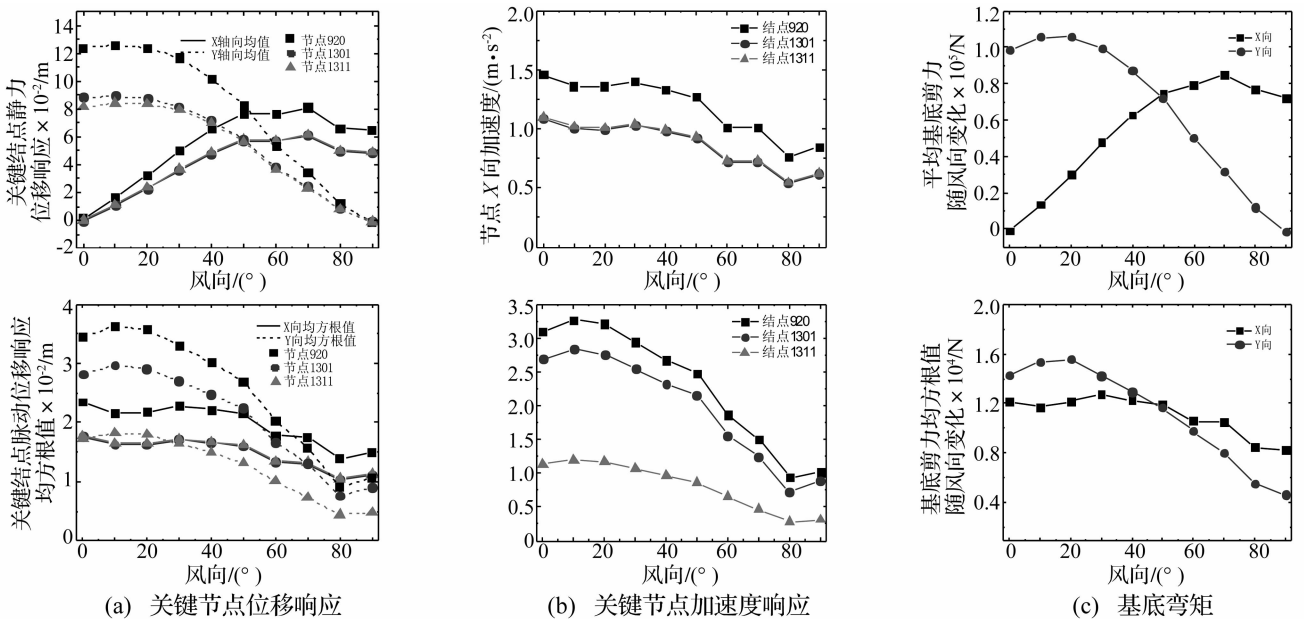 关键结点静力
位移响应 × 10⁻²/m
14
12
10
8
6
4
2
0
-2
X轴向均值
Y轴向均值
节点920
节点1301
节点1311
0 20 40 60 80
风向/(°)
节点 X 向加速度/(m·s⁻²)
2.0
1.5
1.0
0.5
0
结点920
结点1301
结点1311
0 20 40 60 80
风向/(°)
平均基底剪力
随风向变化 × 10⁵/N
1.2
1.0
0.8
0.6
0.4
0.2
0
X向
Y向
0 20 40 60 80
风向/(°)
关键结点脉动位移响应
均方根值 × 10⁻²/m
4
3
2
1
0
X向均方根值
Y向均方根值
节点920
节点1301
节点1311
0 20 40 60 80
风向/(°)
3.5
3.0
2.5
2.0
1.5
1.0
0.5
0
结点920
结点1301
结点1311
0 20 40 60 80
风向/(°)
基底剪力均方根值
随风向变化 × 10⁴/N
2.0
1.6
1.2
0.8
0.4
X向
Y向
0 20 40 60 80
风向/(°)
(a) 关键节点位移响应
(b) 关键节点加速度响应
(c) 基底弯矩